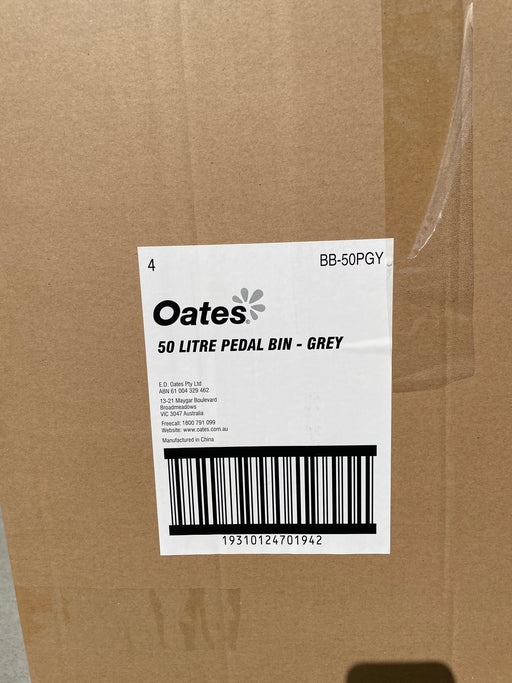 4
BB-50PGY
Oates®
50 LITRE PEDAL BIN - GREY
E.D. Oates Pty Ltd
ABN 61 004 329 462
13-21 Maygar Boulevard
Broadmeadows
VIC 3047 Australia
Freecall: 1800 791 099
Website: www.oates.com.au
Manufactured in China
19310124701942